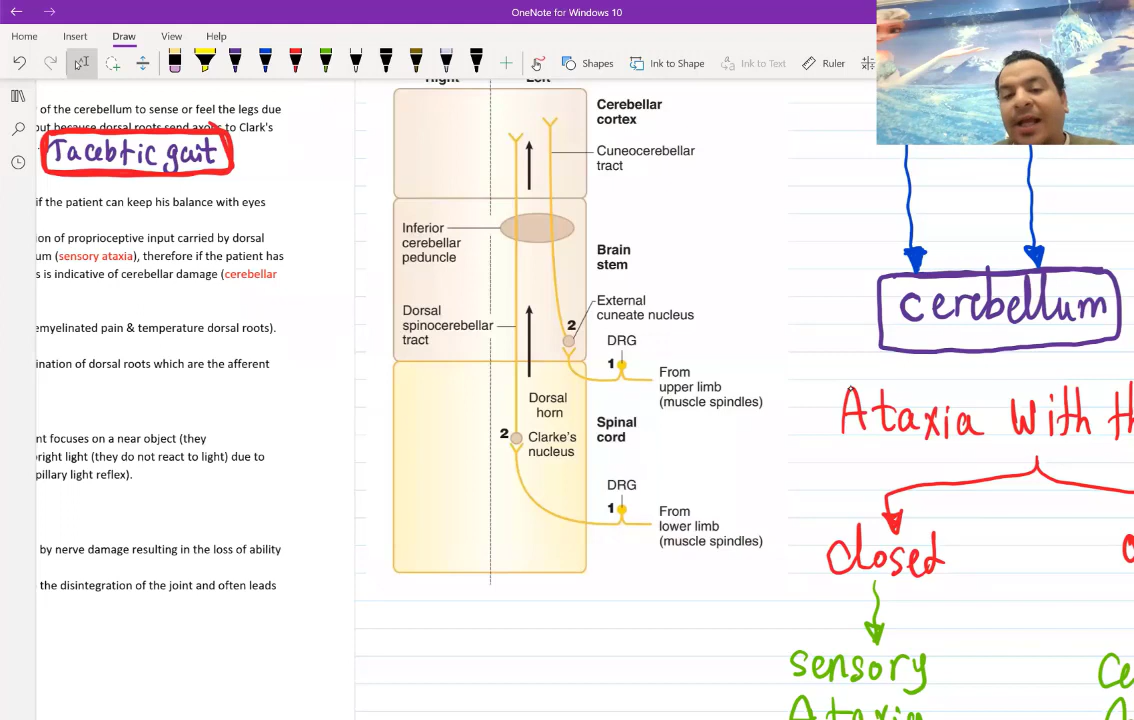 OneNote for Windows 10
Home Insert Draw View Help
Shapes Ink to Shape Ink to Text Ruler
of the cerebellum to sense or feel the legs due
out because dorsal roots send axons to Clark's
Tacebtic gait
if the patient can keep his balance with eyes
ion of proprioceptive input carried by dorsal
um (sensory ataxia), therefore if the patient has
s is indicative of cerebellar damage (cerebellar
emyelinated pain & temperature dorsal roots).
ination of dorsal roots which are the afferent
nt focuses on a near object (they
bright light (they do not react to light) due to
pillary light reflex).
by nerve damage resulting in the loss of ability
the disintegration of the joint and often leads
Right Left
Cerebellar
cortex
Cuneocerebellar
tract
Inferior
cerebellar
peduncle
Brain
stem
External
cuneate nucleus
Dorsal
spinocerebellar
tract
2
DRG
1
From
upper limb
(muscle spindles)
Dorsal
horn
Spinal
cord
2 Clarke's
nucleus
DRG
1
From
lower limb
(muscle spindles)
cerebellum
Ataxia with th
closed
sensory
Ataxia